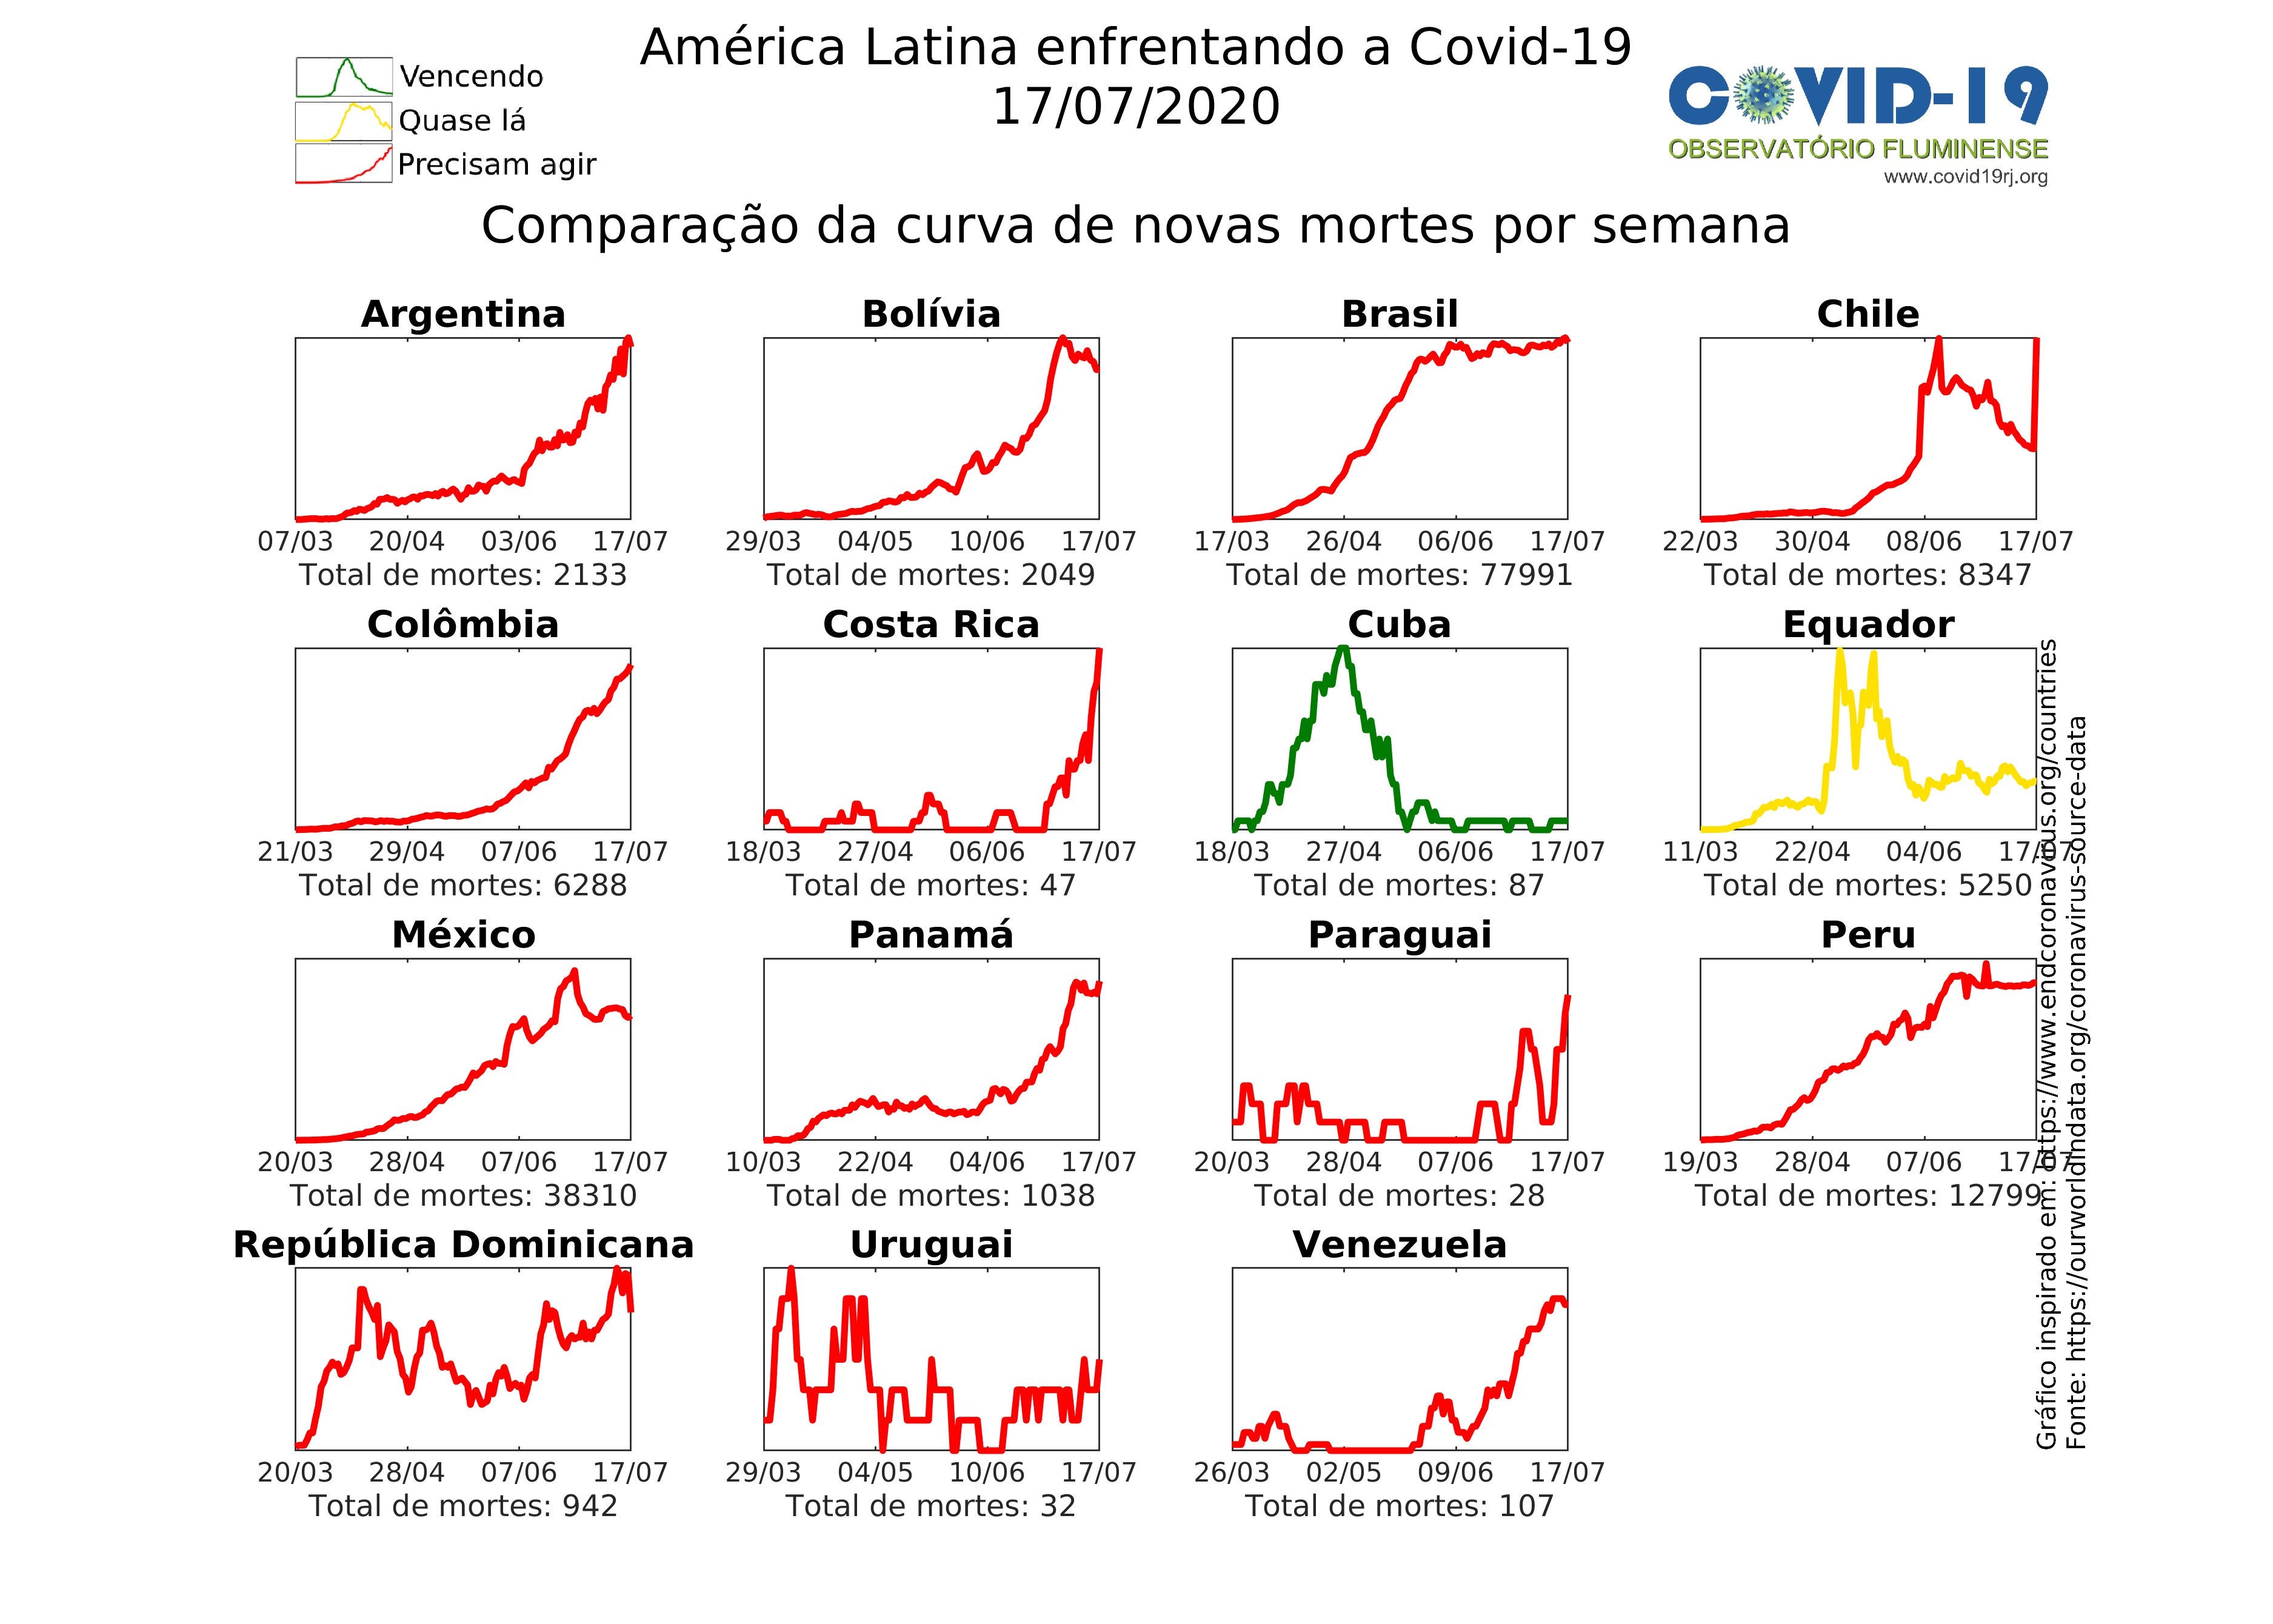 América Latina enfrentando a Covid-19
17/07/2020
Vencendo
Quase lá
Precisam agir
COVID-19
OBSERVATÓRIO FLUMINENSE
www.covid19rj.org
Comparação da curva de novas mortes por semana
Argentina
07/03 20/04 03/06 17/07
Total de mortes: 2133
Bolívia
29/03 04/05 10/06 17/07
Total de mortes: 2049
Brasil
17/03 26/04 06/06 17/07
Total de mortes: 77991
Chile
22/03 30/04 08/06 17/07
Total de mortes: 8347
Colômbia
21/03 29/04 07/06 17/07
Total de mortes: 6288
Costa Rica
18/03 27/04 06/06 17/07
Total de mortes: 47
Cuba
18/03 27/04 06/06 17/07
Total de mortes: 87
Equador
11/03 22/04 04/06 17/07
Total de mortes: 5250
México
20/03 28/04 07/06 17/07
Total de mortes: 38310
Panamá
10/03 22/04 04/06 17/07
Total de mortes: 1038
Paraguai
20/03 28/04 07/06 17/07
Total de mortes: 28
Peru
19/03 28/04 07/06 17/07
Total de mortes: 12799
República Dominicana
20/03 28/04 07/06 17/07
Total de mortes: 942
Uruguai
29/03 04/05 10/06 17/07
Total de mortes: 32
Venezuela
26/03 02/05 09/06 17/07
Total de mortes: 107
Gráfico inspirado em: https://www.endcoronavirus.org/countries
Fonte: https://ourworldindata.org/coronavirus-source-data